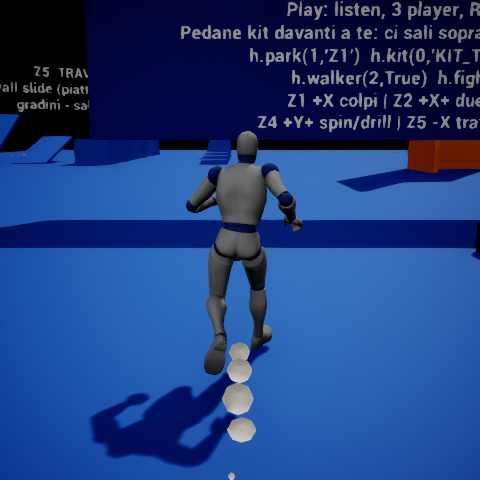 Play: listen, 3 player, R
Pedane kit davanti a te: ci sali sopra
h.park(1,'Z1') h.kit(0,'KIT_T
h.walker(2,True) h.figh
Z1 +X colpi | Z2 +X+ due
Z4 +Y+ spin/drill | Z5 -X tra
Z5 TRAV
all slide (piatt
gradini - sal